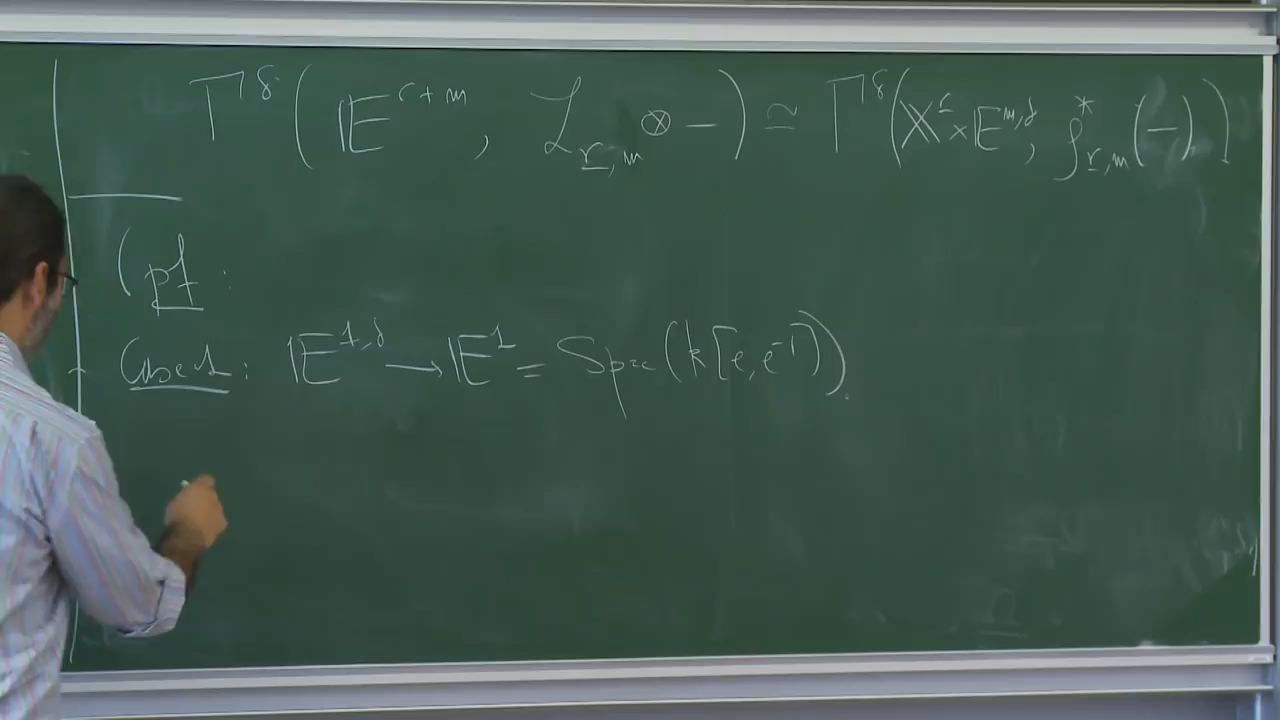 Γ^δ(𝔼^{r+m}, ℒ_{r,m} ⊗ −) ≃ Γ^δ(𝕏^r × 𝔼^{m,δ}, ρ^*_{r,m}(−))
(pf:
Case 1: 𝔼^{1,δ} → 𝔼^1 = Spec(k[e, e^{-1}]).